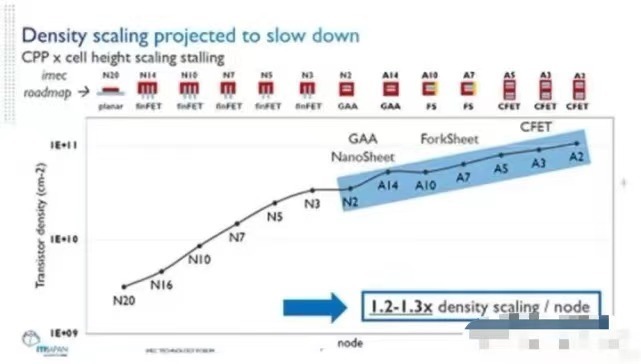 Density scaling projected to slow down
CPP x cell height scaling stalling
imec roadmap → N20 N14 N10 N7 N5 N3 N2 A14 A10 A7 A5 A3 A2
planar finFET finFET finFET finFET finFET GAA GAA FS FS CFET CFET CFET
GAA NanoSheet
ForkSheet
CFET
Transistor density (cm-2)
1E+11
1E+10
1E+09
N20 N16 N10 N7 N5 N3 N2 A14 A10 A7 A5 A3 A2
1.2-1.3x density scaling / node
node
IMEC TECHNOLOGY VISION